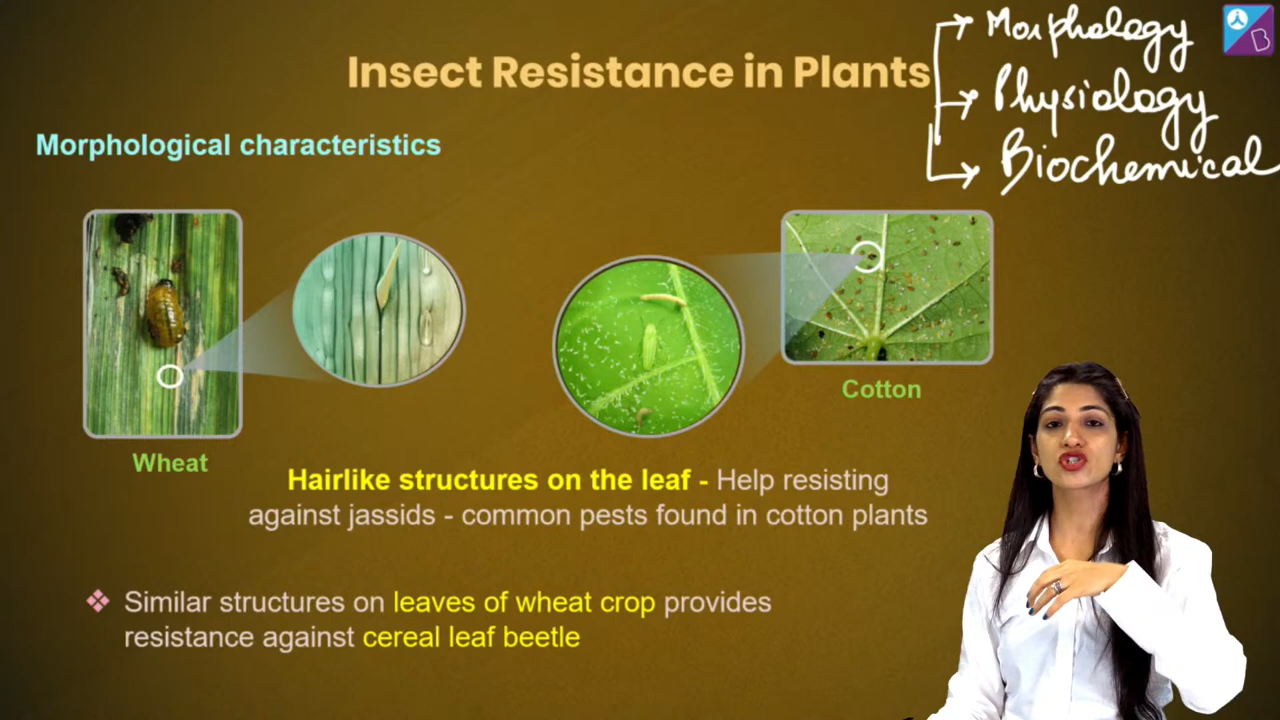 Insect Resistance in Plants
Morphology
Physiology
Biochemical
Morphological characteristics
Wheat
Cotton
Hairlike structures on the leaf - Help resisting
against jassids - common pests found in cotton plants
❖ Similar structures on leaves of wheat crop provides
resistance against cereal leaf beetle
B